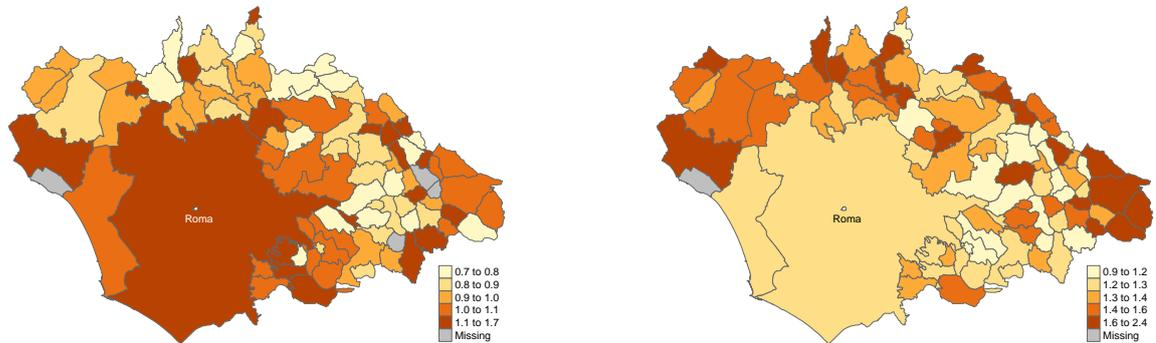 Roma
0.7 to 0.8
0.8 to 0.9
0.9 to 1.0
1.0 to 1.1
1.1 to 1.7
Missing
Roma
0.9 to 1.2
1.2 to 1.3
1.3 to 1.4
1.4 to 1.6
1.6 to 2.4
Missing